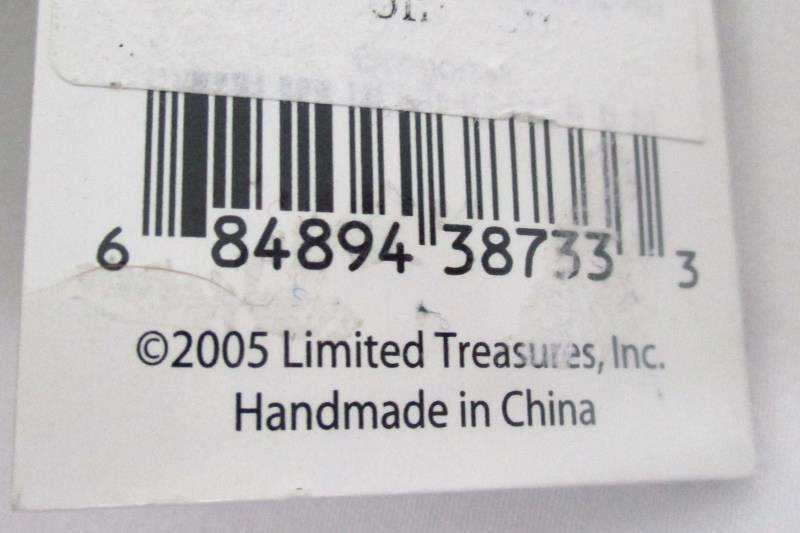 6 84894 38733 3
©2005 Limited Treasures, Inc.
Handmade in China